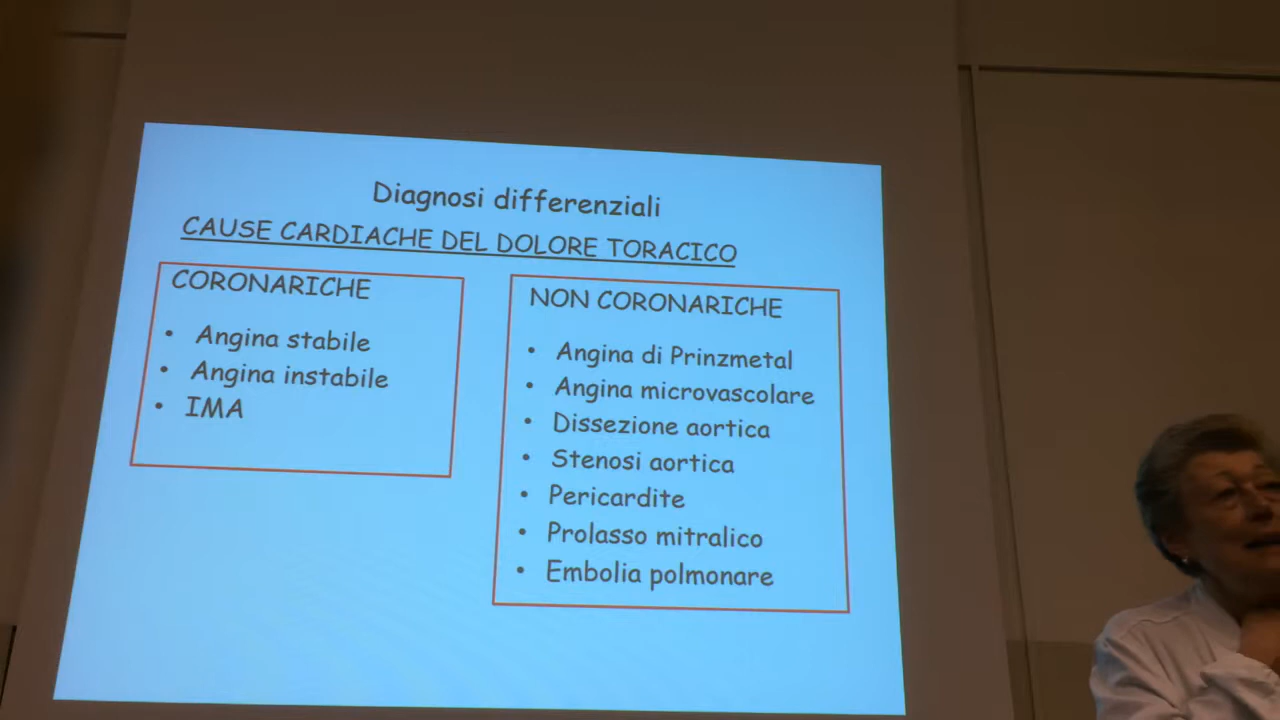 Diagnosi differenziali
CAUSE CARDIACHE DEL DOLORE TORACICO
CORONARICHE
• Angina stabile
• Angina instabile
• IMA
NON CORONARICHE
• Angina di Prinzmetal
• Angina microvascolare
• Dissezione aortica
• Stenosi aortica
• Pericardite
• Prolasso mitralico
• Embolia polmonare